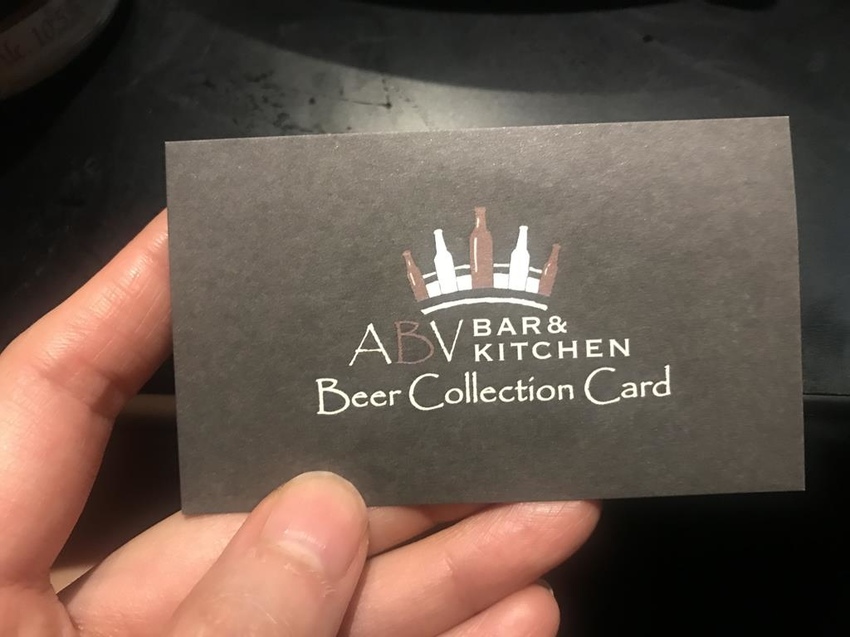 ABV BAR &
KITCHEN
Beer Collection Card